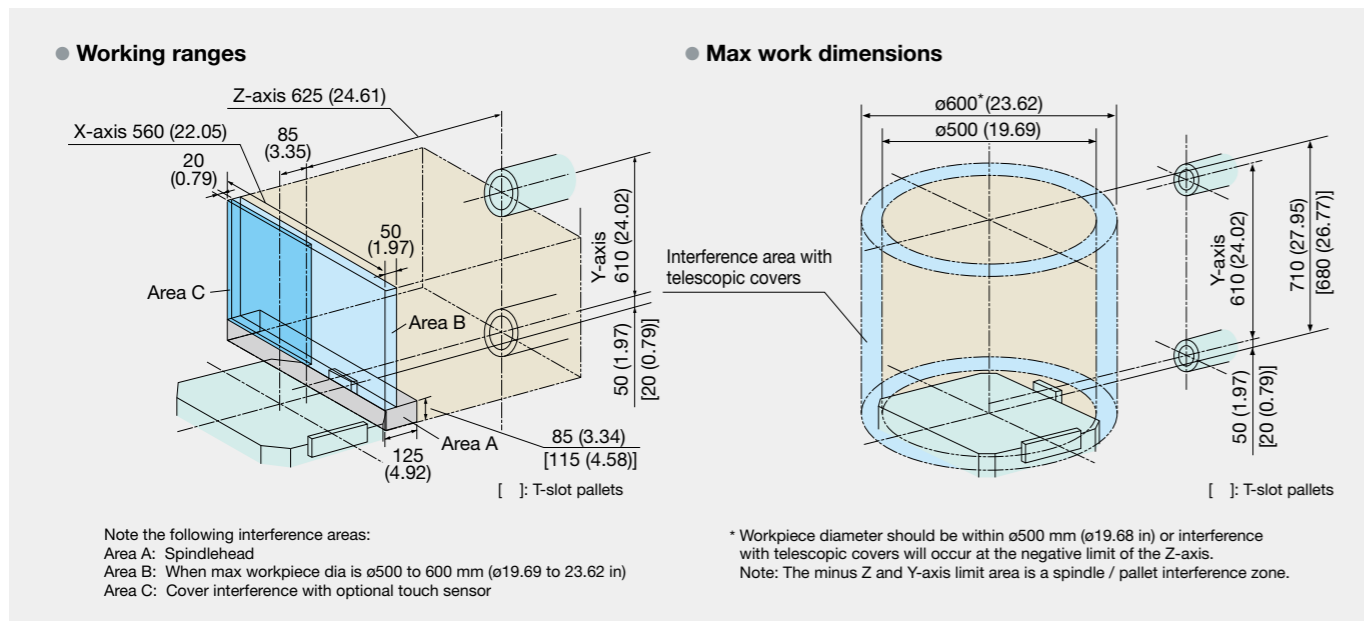 Working ranges
Z-axis 625 (24.61)
X-axis 560 (22.05)
85
(3.35)
20
(0.79)
50
(1.97)
Y-axis
610 (24.02)
Area C
Area B
50 (1.97)
[20 (0.79)]
Area A
85 (3.34)
[115 (4.58)]
125
(4.92)
[ ]: T-slot pallets
Note the following interference areas:
Area A: Spindlehead
Area B: When max workpiece dia is ø500 to 600 mm (ø19.69 to 23.62 in)
Area C: Cover interference with optional touch sensor
Max work dimensions
ø600*(23.62)
ø500 (19.69)
Interference area with
telescopic covers
Y-axis
610 (24.02)
710 (27.95)
[680 (26.77)]
50 (1.97)
[20 (0.79)]
[ ]: T-slot pallets
* Workpiece diameter should be within ø500 mm (ø19.68 in) or interference
with telescopic covers will occur at the negative limit of the Z-axis.
Note: The minus Z and Y-axis limit area is a spindle / pallet interference zone.